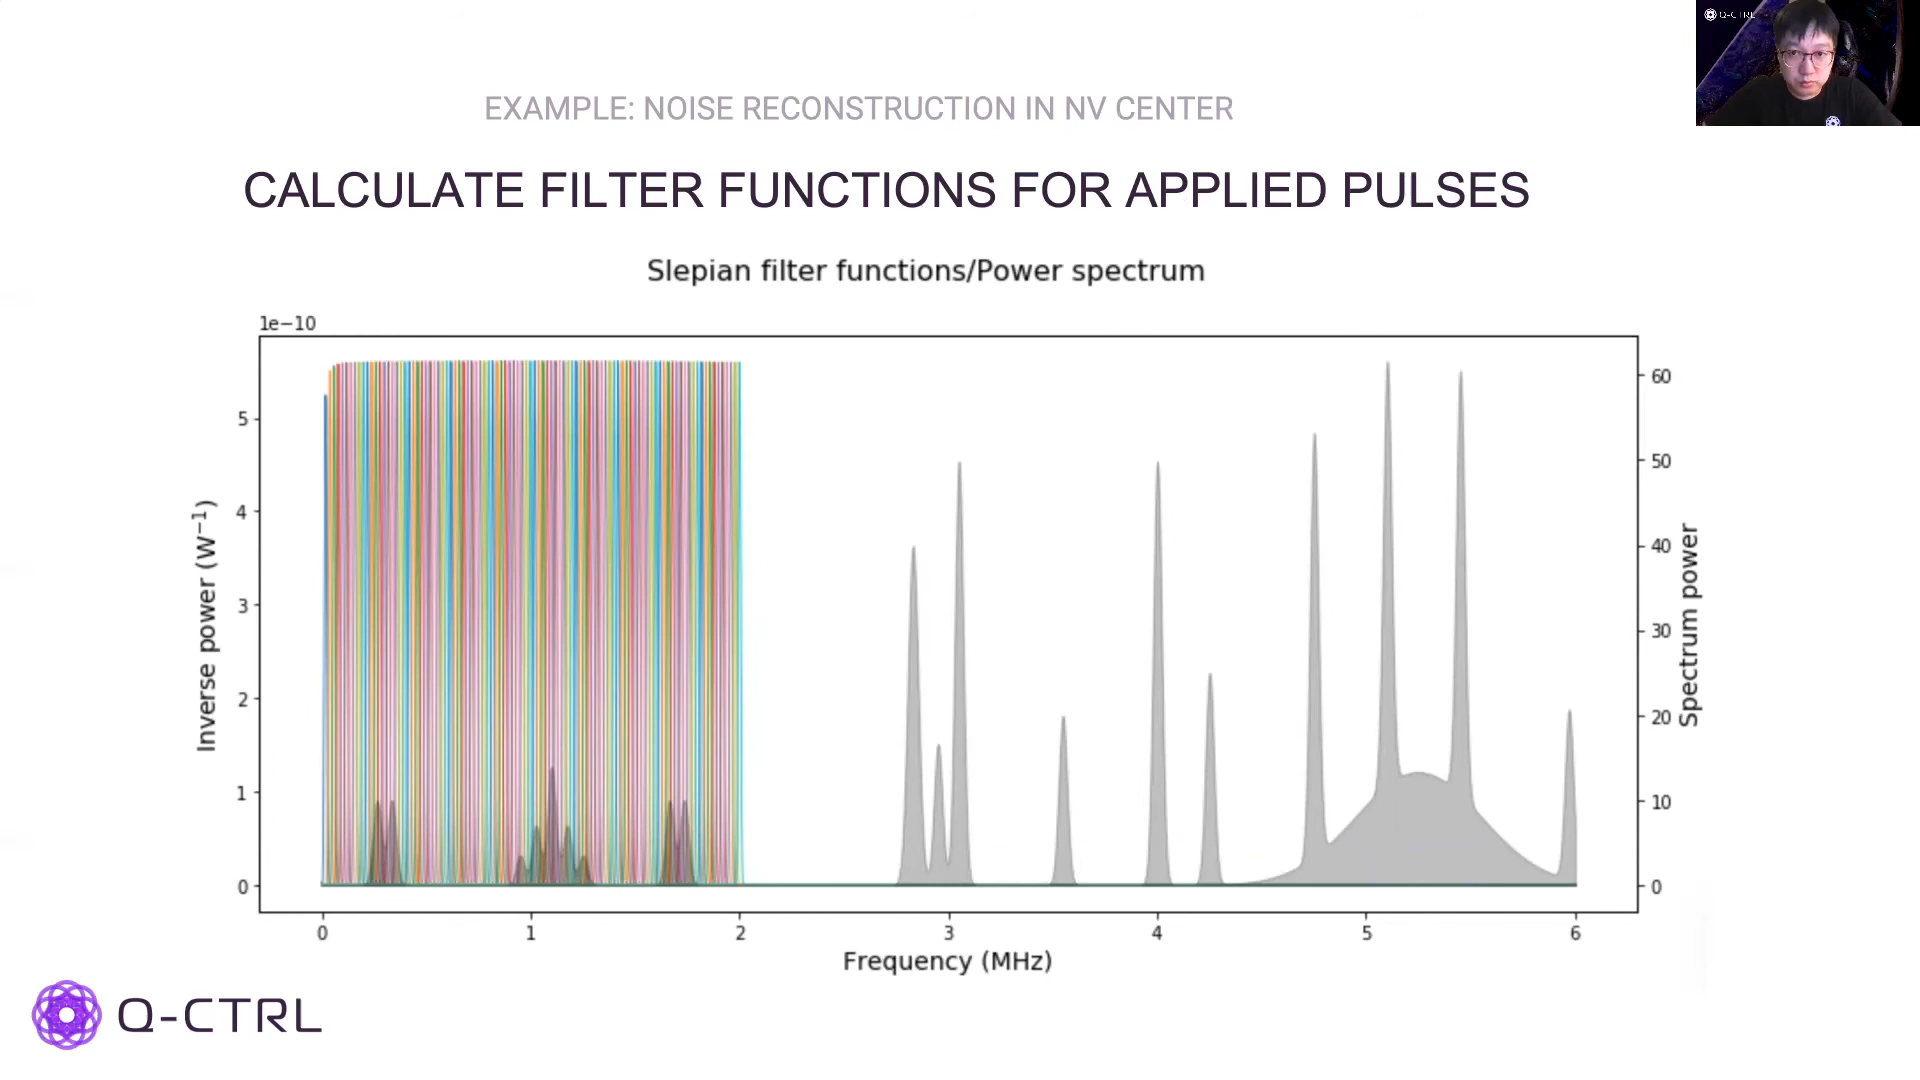 Q-CTRL
EXAMPLE: NOISE RECONSTRUCTION IN NV CENTER
CALCULATE FILTER FUNCTIONS FOR APPLIED PULSES
Slepian filter functions/Power spectrum
1e−10
Inverse power (W⁻¹)
5
4
3
2
1
0
60
50
40
30
20
10
0
Spectrum power
0 1 2 3 4 5 6
Frequency (MHz)
Q-CTRL